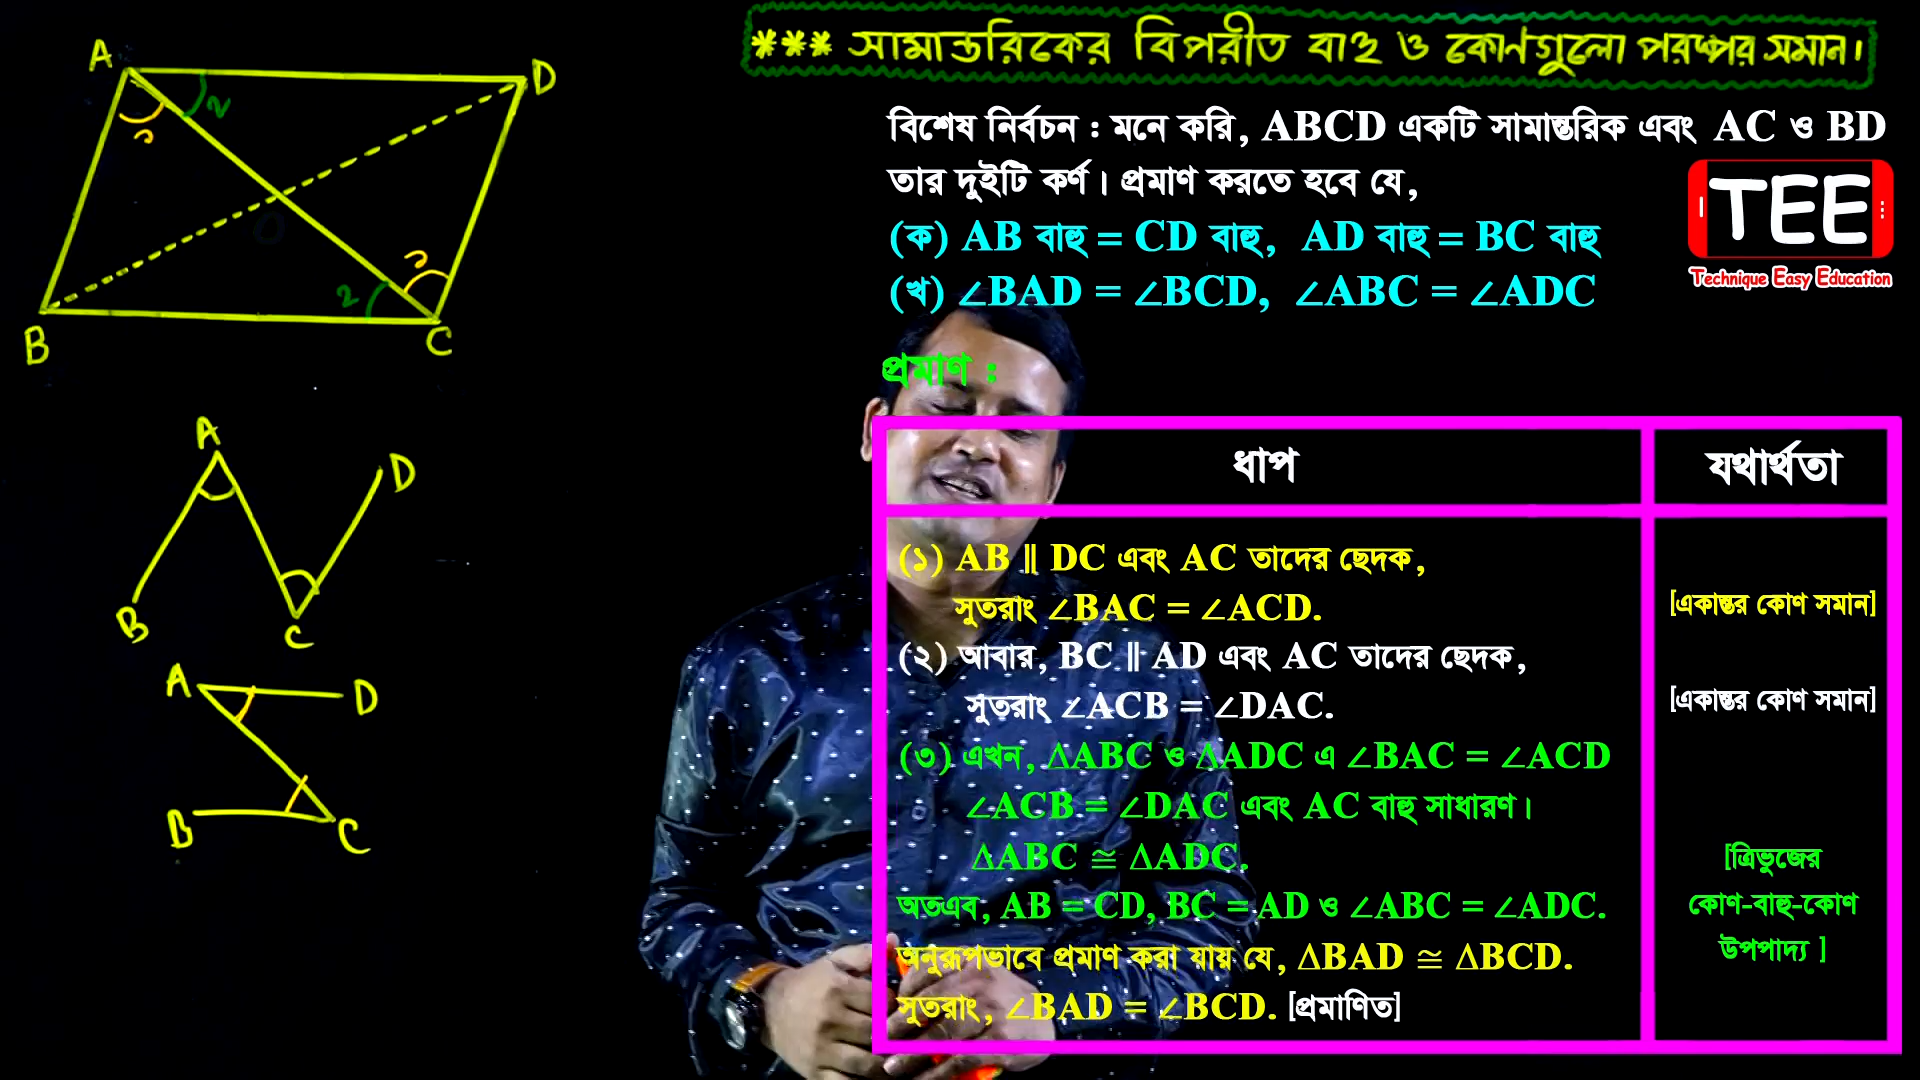 *** সামান্তরিকের বিপরীত বাহু ও কোণগুলো পরস্পর সমান।
বিশেষ নির্বচন : মনে করি, ABCD একটি সামান্তরিক এবং AC ও BD
তার দুইটি কর্ণ। প্রমাণ করতে হবে যে,
(ক) AB বাহু = CD বাহু, AD বাহু = BC বাহু
(খ) ∠BAD = ∠BCD, ∠ABC = ∠ADC
TEE
Technique Easy Education
প্রমাণ :
ধাপ
যথার্থতা
(১) AB || DC এবং AC তাদের ছেদক,
সুতরাং ∠BAC = ∠ACD.
[একান্তর কোণ সমান]
(২) আবার, BC || AD এবং AC তাদের ছেদক,
সুতরাং ∠ACB = ∠DAC.
[একান্তর কোণ সমান]
(৩) এখন, ΔABC ও ΔADC এ ∠BAC = ∠ACD
∠ACB = ∠DAC এবং AC বাহু সাধারণ।
ΔABC ≅ ΔADC.
[ত্রিভুজের
কোণ-বাহু-কোণ
উপপাদ্য ]
অতএব, AB = CD, BC = AD ও ∠ABC = ∠ADC.
অনুরূপভাবে প্রমাণ করা যায় যে, ΔBAD ≅ ΔBCD.
সুতরাং, ∠BAD = ∠BCD. [প্রমাণিত]
A
D
2
১
O
2
১
B
C
A
D
B
C
A
D
B
C